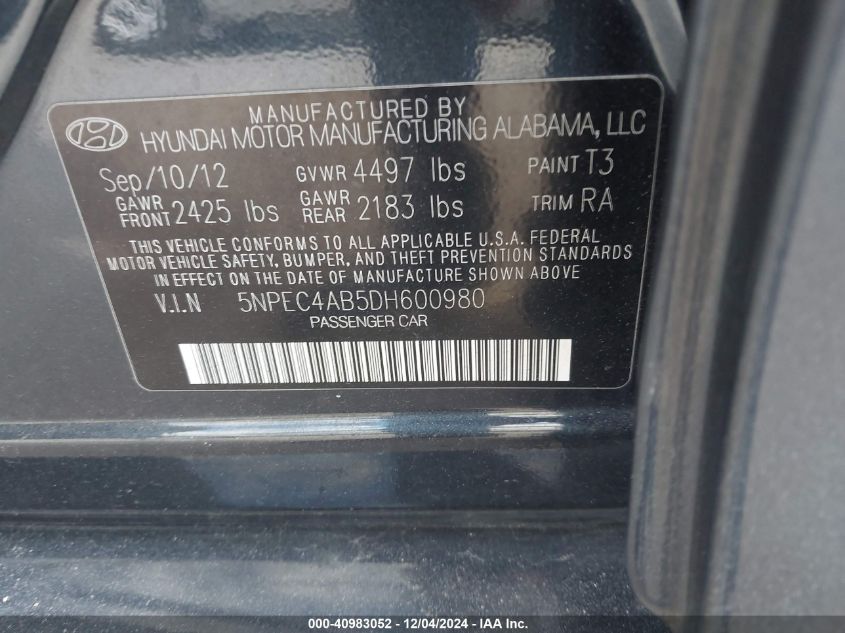 MANUFACTURED BY
HYUNDAI MOTOR MANUFACTURING ALABAMA, LLC
Sep/10/12 GVWR 4497 lbs PAINT T3
GAWR FRONT 2425 lbs GAWR REAR 2183 lbs TRIM RA
THIS VEHICLE CONFORMS TO ALL APPLICABLE U.S.A. FEDERAL
MOTOR VEHICLE SAFETY, BUMPER, AND THEFT PREVENTION STANDARDS
IN EFFECT ON THE DATE OF MANUFACTURE SHOWN ABOVE
V.I.N 5NPEC4AB5DH600980
PASSENGER CAR
000-40983052 - 12/04/2024 - IAA Inc.